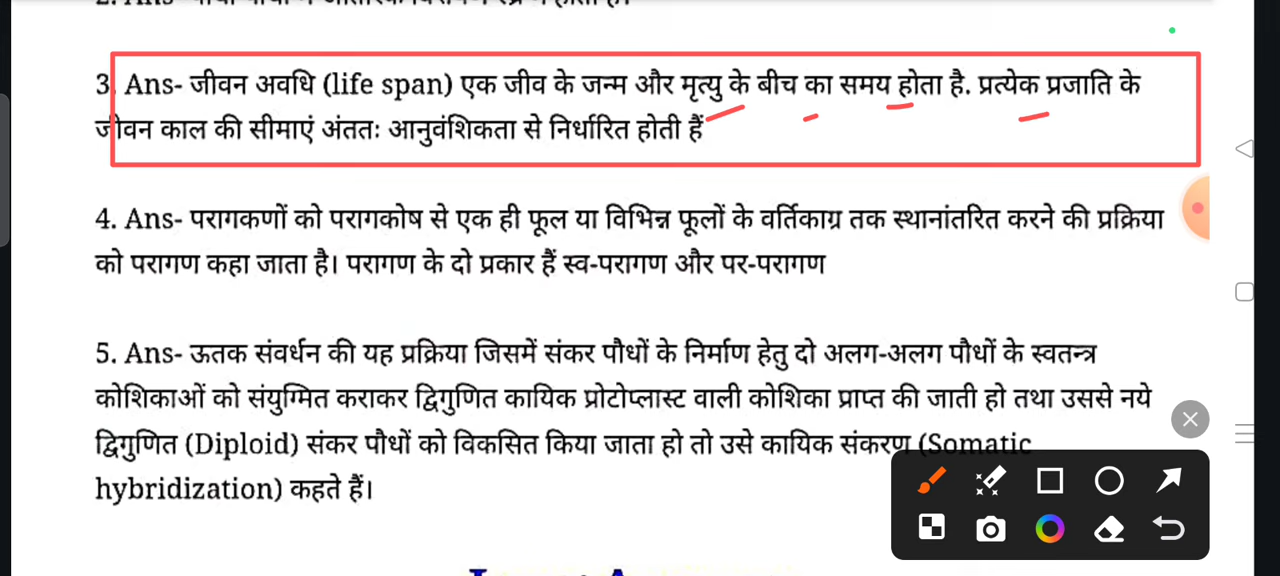 3. Ans- जीवन अवधि (life span) एक जीव के जन्म और मृत्यु के बीच का समय होता है. प्रत्येक प्रजाति के
जीवन काल की सीमाएं अंततः आनुवंशिकता से निर्धारित होती हैं
4. Ans- परागकणों को परागकोष से एक ही फूल या विभिन्न फूलों के वर्तिकाग्र तक स्थानांतरित करने की प्रक्रिया
को परागण कहा जाता है। परागण के दो प्रकार हैं स्व-परागण और पर-परागण
5. Ans- ऊतक संवर्धन की यह प्रक्रिया जिसमें संकर पौधों के निर्माण हेतु दो अलग-अलग पौधों के स्वतन्त्र
कोशिकाओं को संयुग्मित कराकर द्विगुणित कायिक प्रोटोप्लास्ट वाली कोशिका प्राप्त की जाती हो तथा उससे नये
द्विगुणित (Diploid) संकर पौधों को विकसित किया जाता हो तो उसे कायिक संकरण (Somatic
hybridization) कहते हैं।